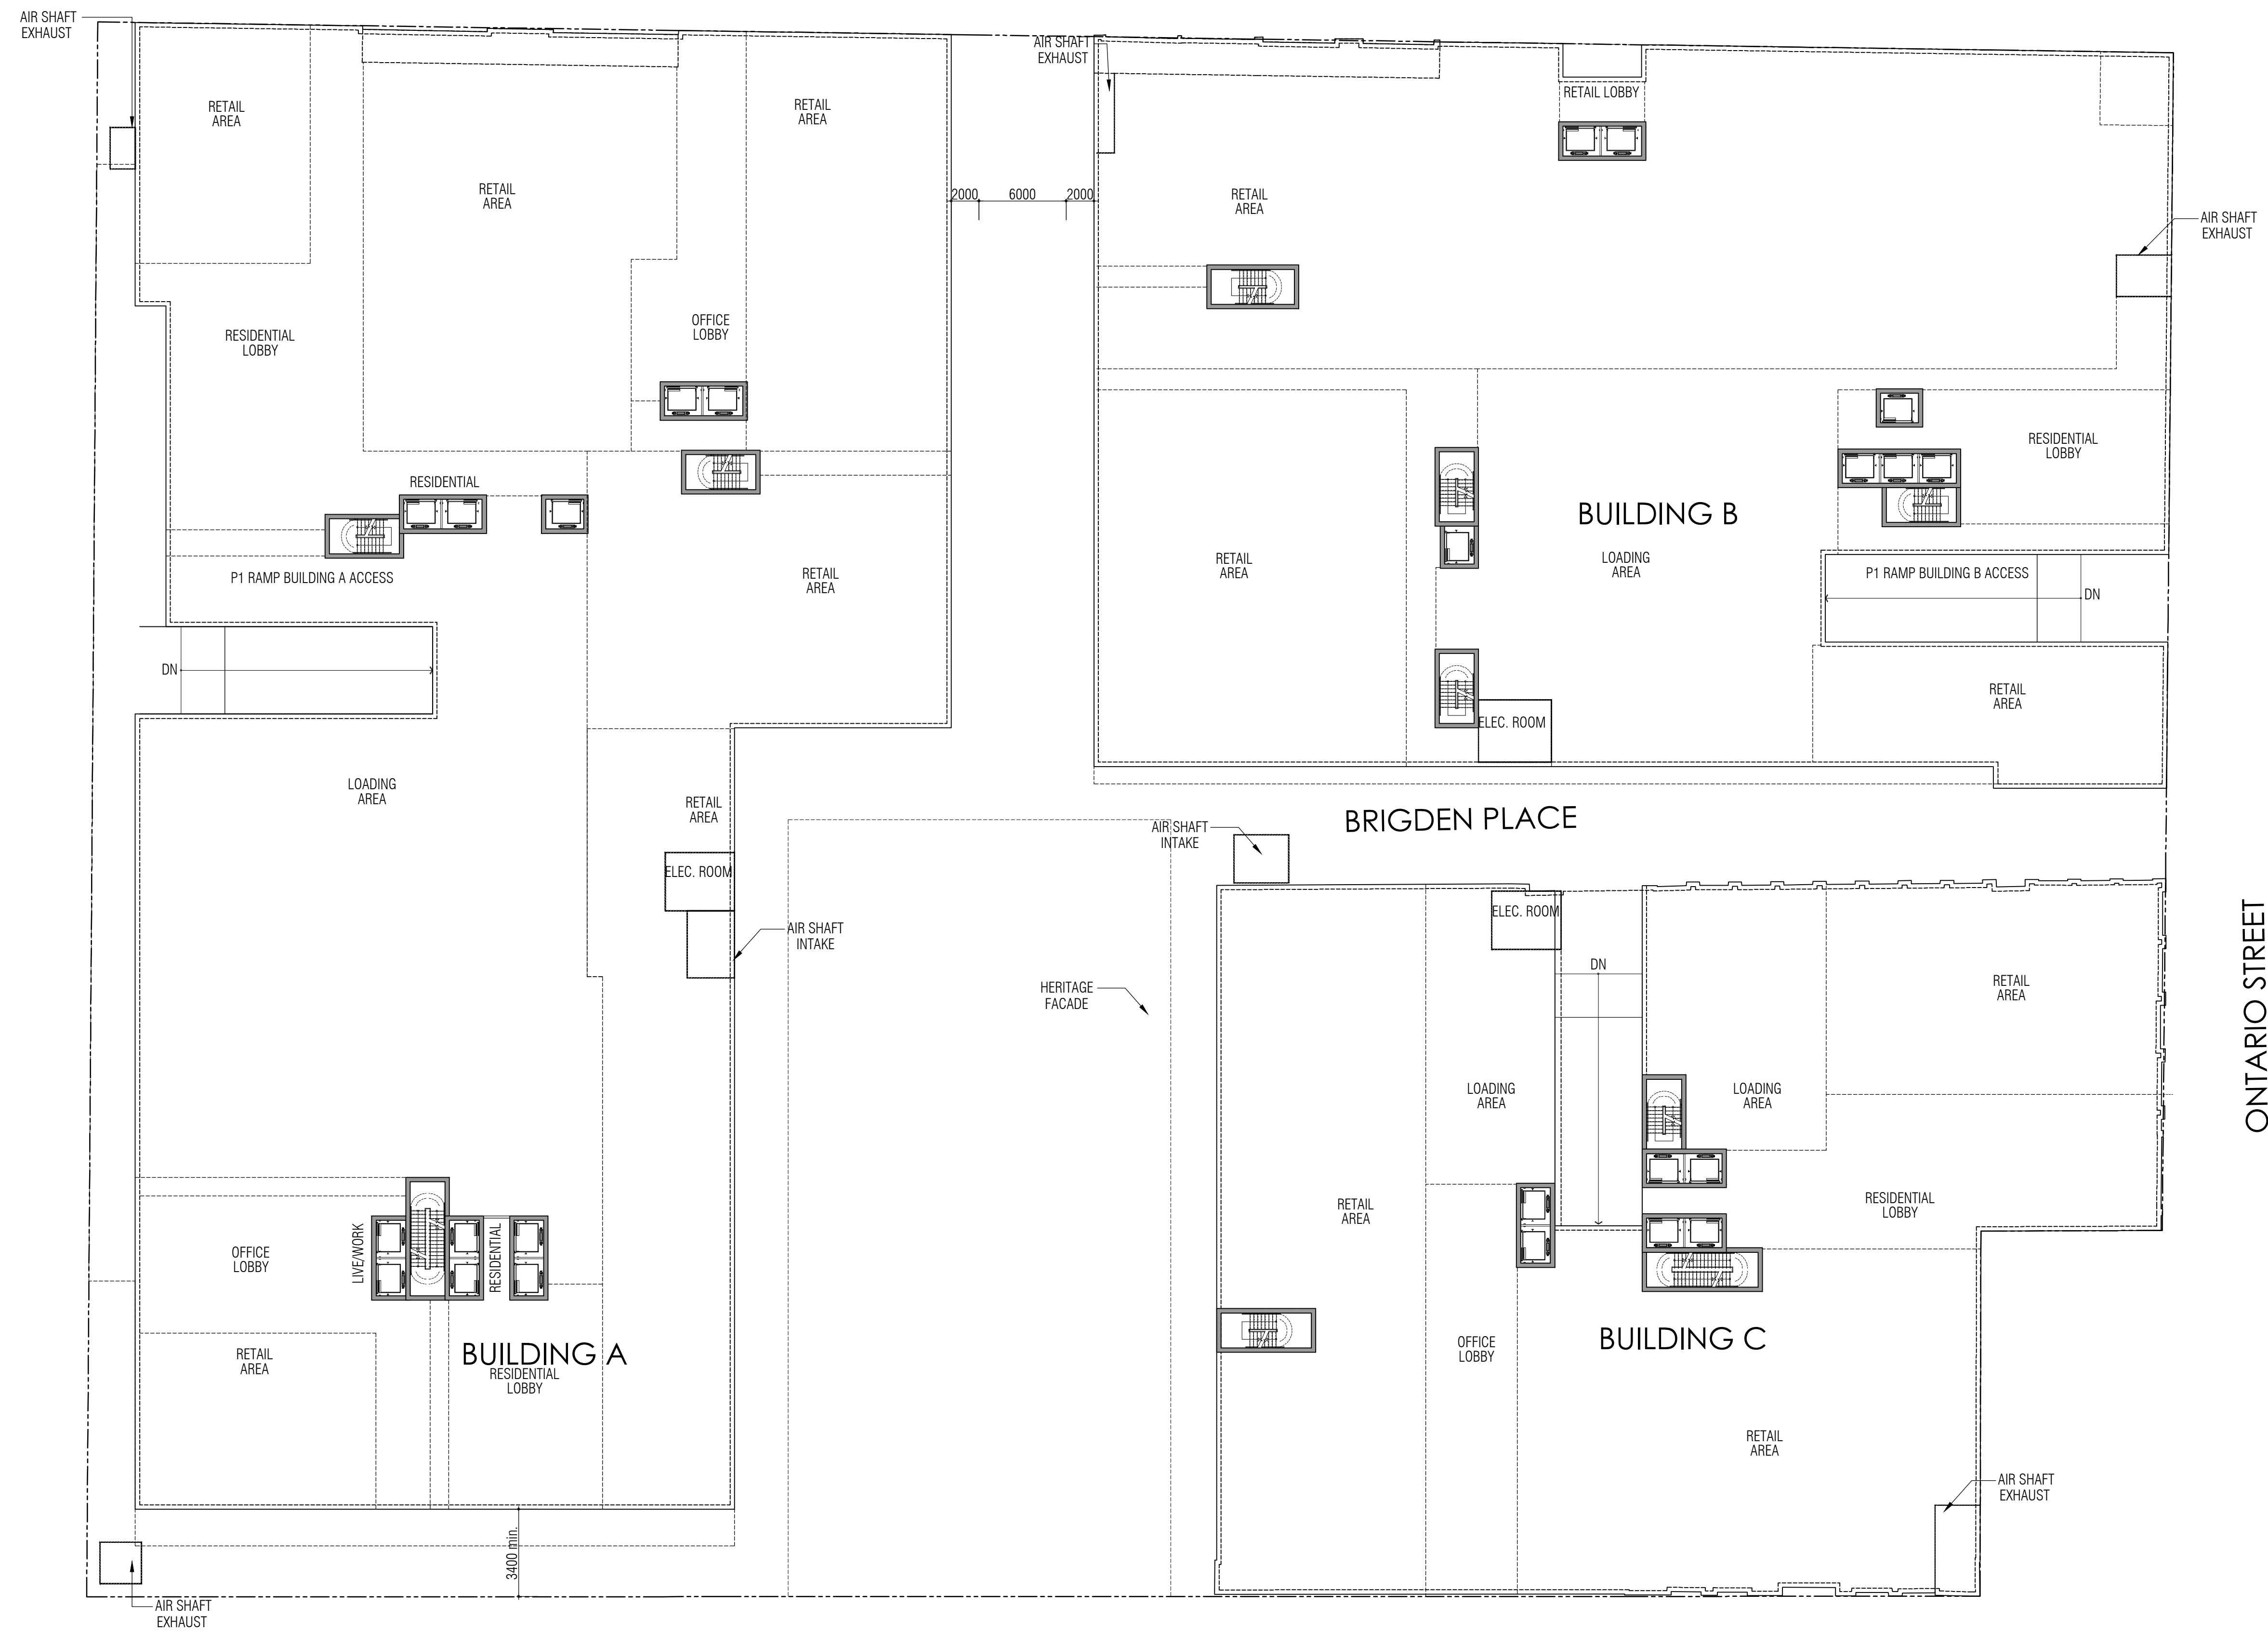 AIR SHAFT
EXHAUST
AIR SHAFT
EXHAUST
RETAIL
AREA
RETAIL
AREA
RETAIL LOBBY
RETAIL
AREA
2000
6000
2000
RETAIL
AREA
AIR SHAFT
EXHAUST
RESIDENTIAL
LOBBY
OFFICE
LOBBY
RESIDENTIAL
LOBBY
RESIDENTIAL
BUILDING B
P1 RAMP BUILDING A ACCESS
RETAIL
AREA
RETAIL
AREA
LOADING
AREA
P1 RAMP BUILDING B ACCESS
DN
DN
RETAIL
AREA
ELEC. ROOM
LOADING
AREA
RETAIL
AREA
BRIGDEN PLACE
AIR SHAFT
INTAKE
ELEC. ROOM
ELEC. ROOM
AIR SHAFT
INTAKE
DN
HERITAGE
FACADE
RETAIL
AREA
ONTARIO STREET
LOADING
AREA
LOADING
AREA
RETAIL
AREA
RESIDENTIAL
LOBBY
OFFICE
LOBBY
LIVE/WORK
RESIDENTIAL
BUILDING A
RESIDENTIAL
LOBBY
RETAIL
AREA
OFFICE
LOBBY
BUILDING C
RETAIL
AREA
AIR SHAFT
EXHAUST
3400 min.
AIR SHAFT
EXHAUST